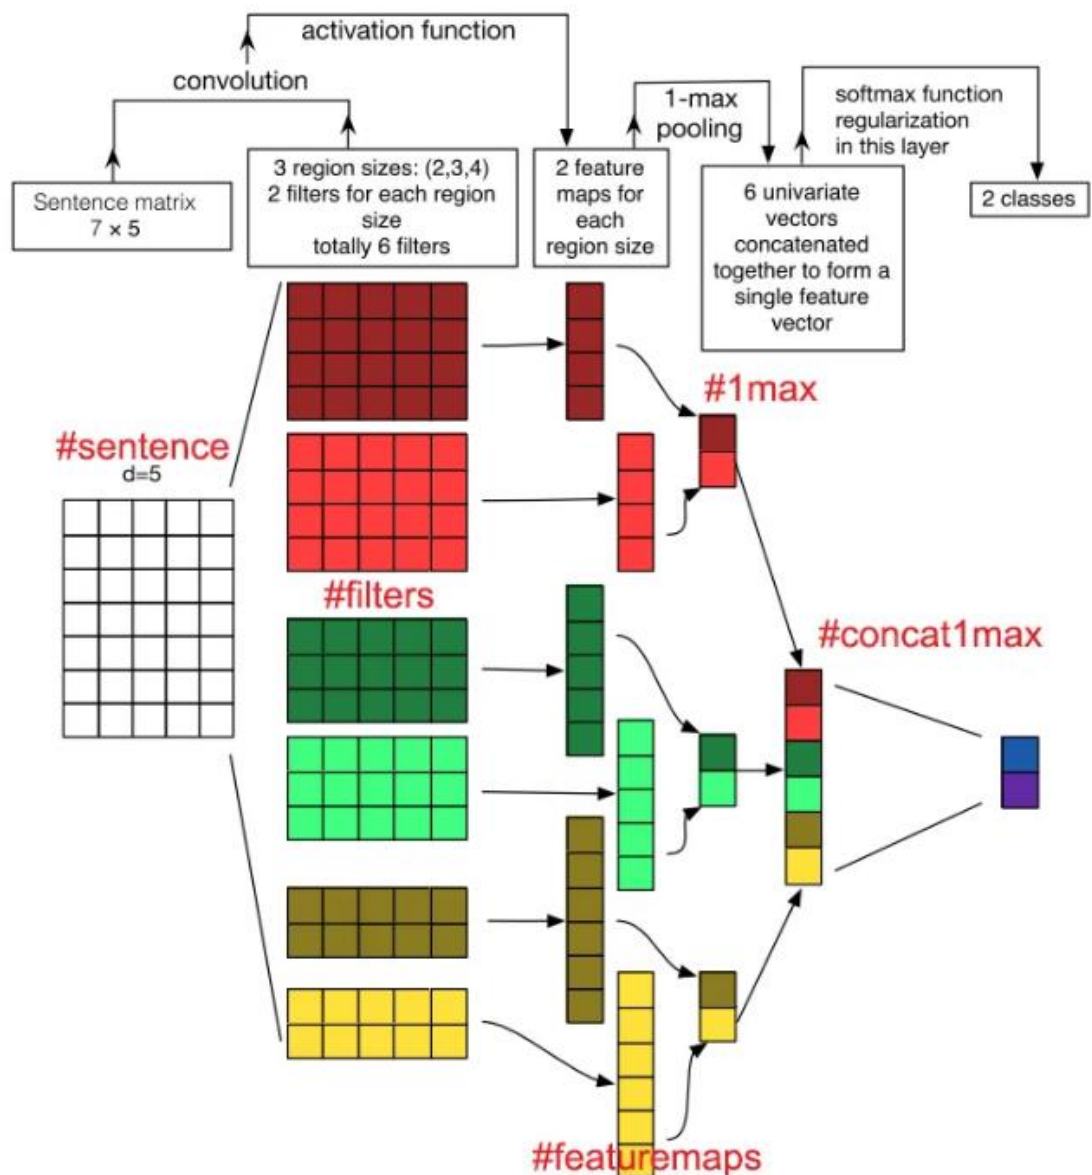 activation function
convolution
1-max
pooling
softmax function
regularization
in this layer
Sentence matrix
7 × 5
3 region sizes: (2,3,4)
2 filters for each region
size
totally 6 filters
2 feature
maps for
each
region size
6 univariate
vectors
concatenated
together to form a
single feature
vector
2 classes
#sentence
d=5
#filters
#1max
#concat1max
#featuremaps